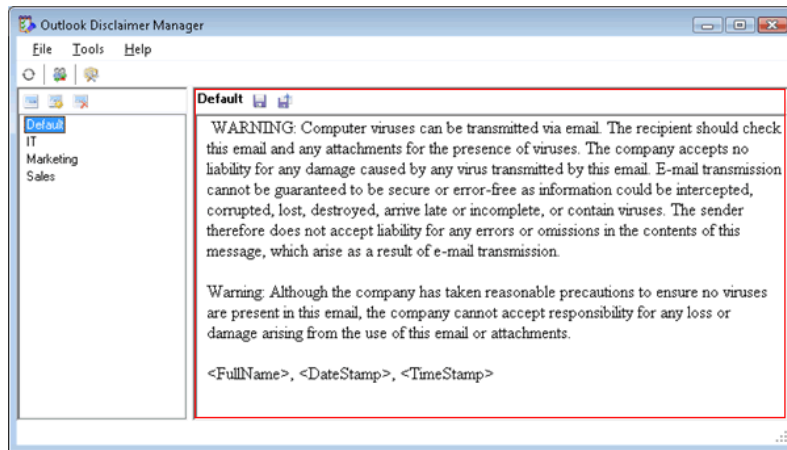 Outlook Disclaimer Manager
File Tools Help
Default
Default
IT
Marketing
Sales
WARNING: Computer viruses can be transmitted via email. The recipient should check
this email and any attachments for the presence of viruses. The company accepts no
liability for any damage caused by any virus transmitted by this email. E-mail transmission
cannot be guaranteed to be secure or error-free as information could be intercepted,
corrupted, lost, destroyed, arrive late or incomplete, or contain viruses. The sender
therefore does not accept liability for any errors or omissions in the contents of this
message, which arise as a result of e-mail transmission.
Warning: Although the company has taken reasonable precautions to ensure no viruses
are present in this email, the company cannot accept responsibility for any loss or
damage arising from the use of this email or attachments.
<FullName>, <DateStamp>, <TimeStamp>